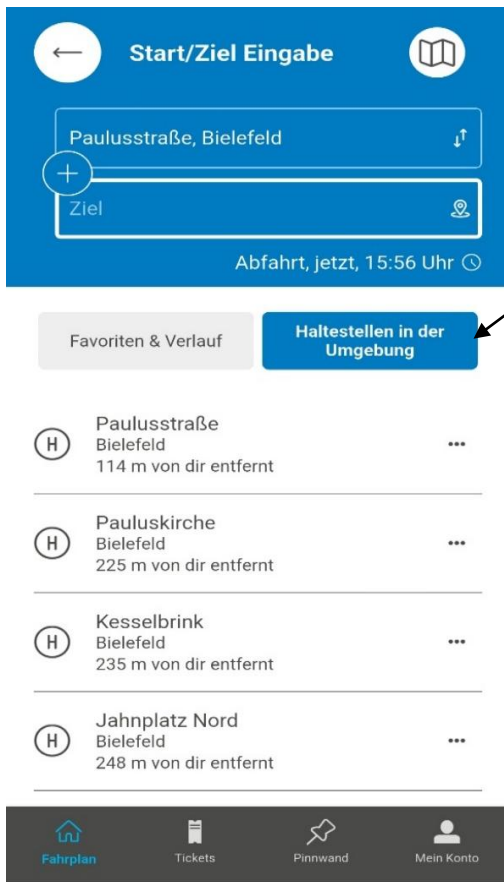 Start/Ziel Eingabe
Paulusstraße, Bielefeld
Ziel
Abfahrt, jetzt, 15:56 Uhr
Favoriten & Verlauf
Haltestellen in der
Umgebung
H
Paulusstraße
Bielefeld
114 m von dir entfernt
H
Pauluskirche
Bielefeld
225 m von dir entfernt
H
Kesselbrink
Bielefeld
235 m von dir entfernt
H
Jahnplatz Nord
Bielefeld
248 m von dir entfernt
Fahrplan
Tickets
Pinnwand
Mein Konto